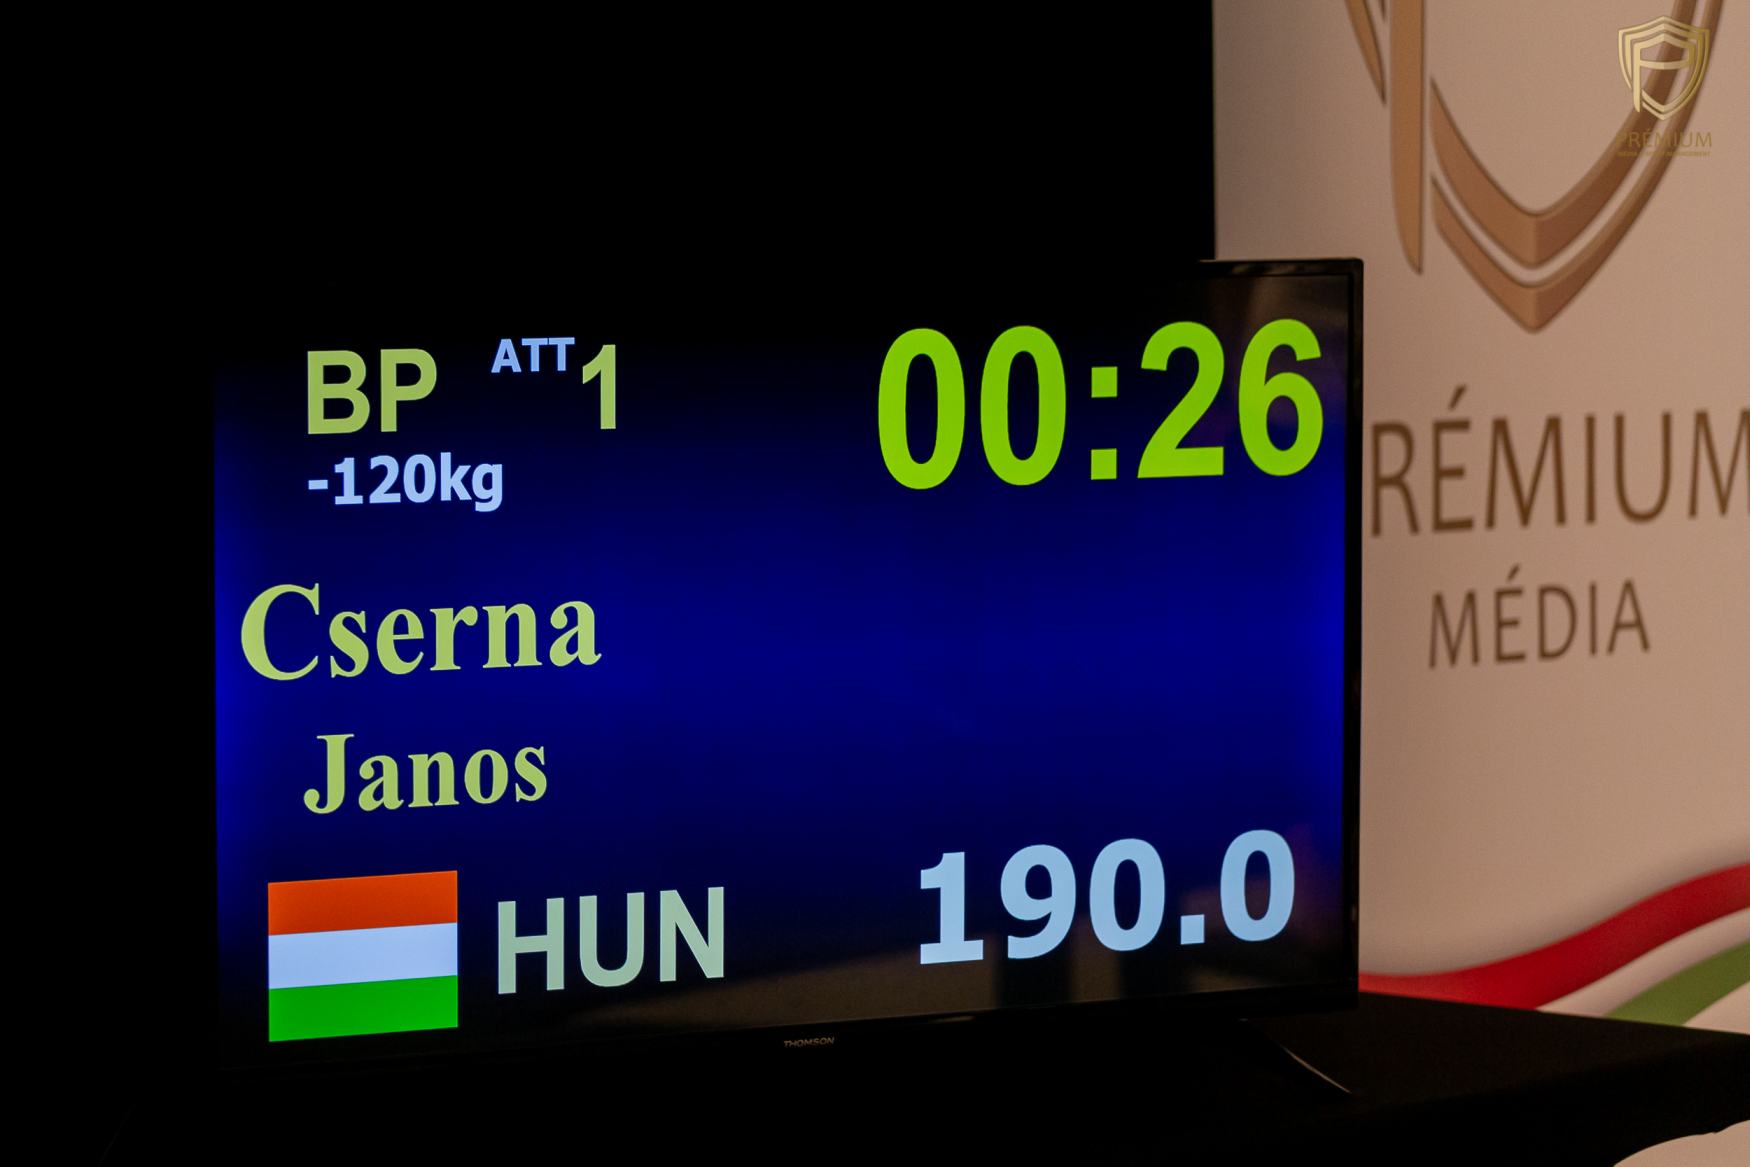 BP ATT 1 00:26
-120kg
Cserna
Janos
HUN 190.0
THOMSON
RÉMIUM
MÉDIA
PRÉMIUM